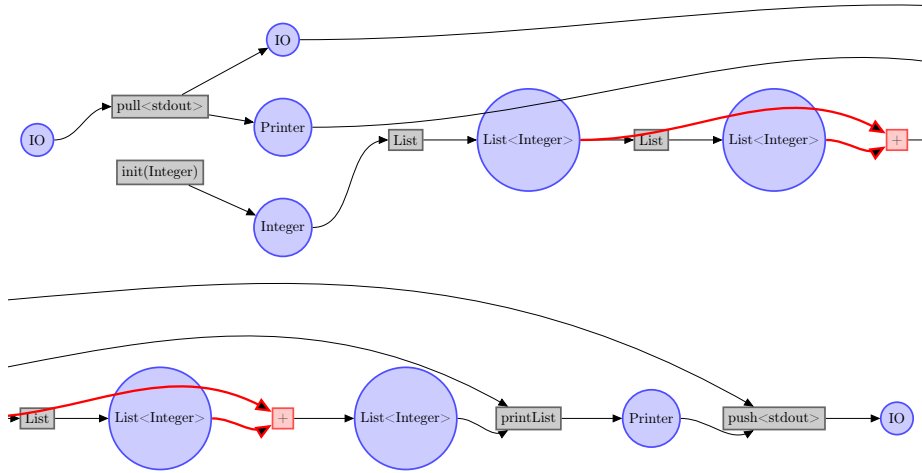 IO
pull<stdout>
IO
Printer
init(Integer)
Integer
List
List<Integer>
List
List<Integer>
+
List
List<Integer>
+
List<Integer>
printList
Printer
push<stdout>
IO